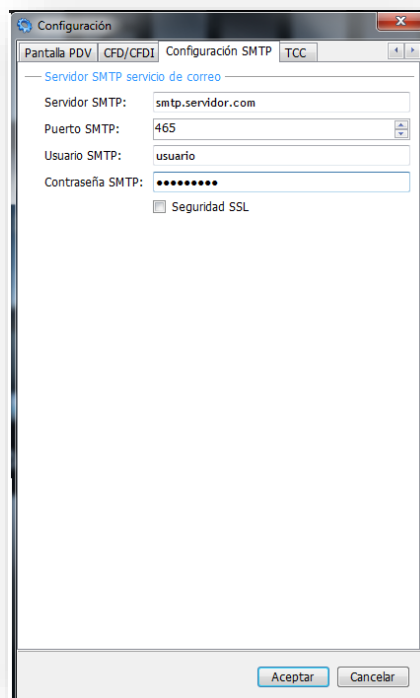 Configuración
Pantalla PDV CFD/CFDI Configuración SMTP TCC
Servidor SMTP servicio de correo
Servidor SMTP: smtp.servidor.com
Puerto SMTP: 465
Usuario SMTP: usuario
Contraseña SMTP: •••••••••
Seguridad SSL
Aceptar Cancelar